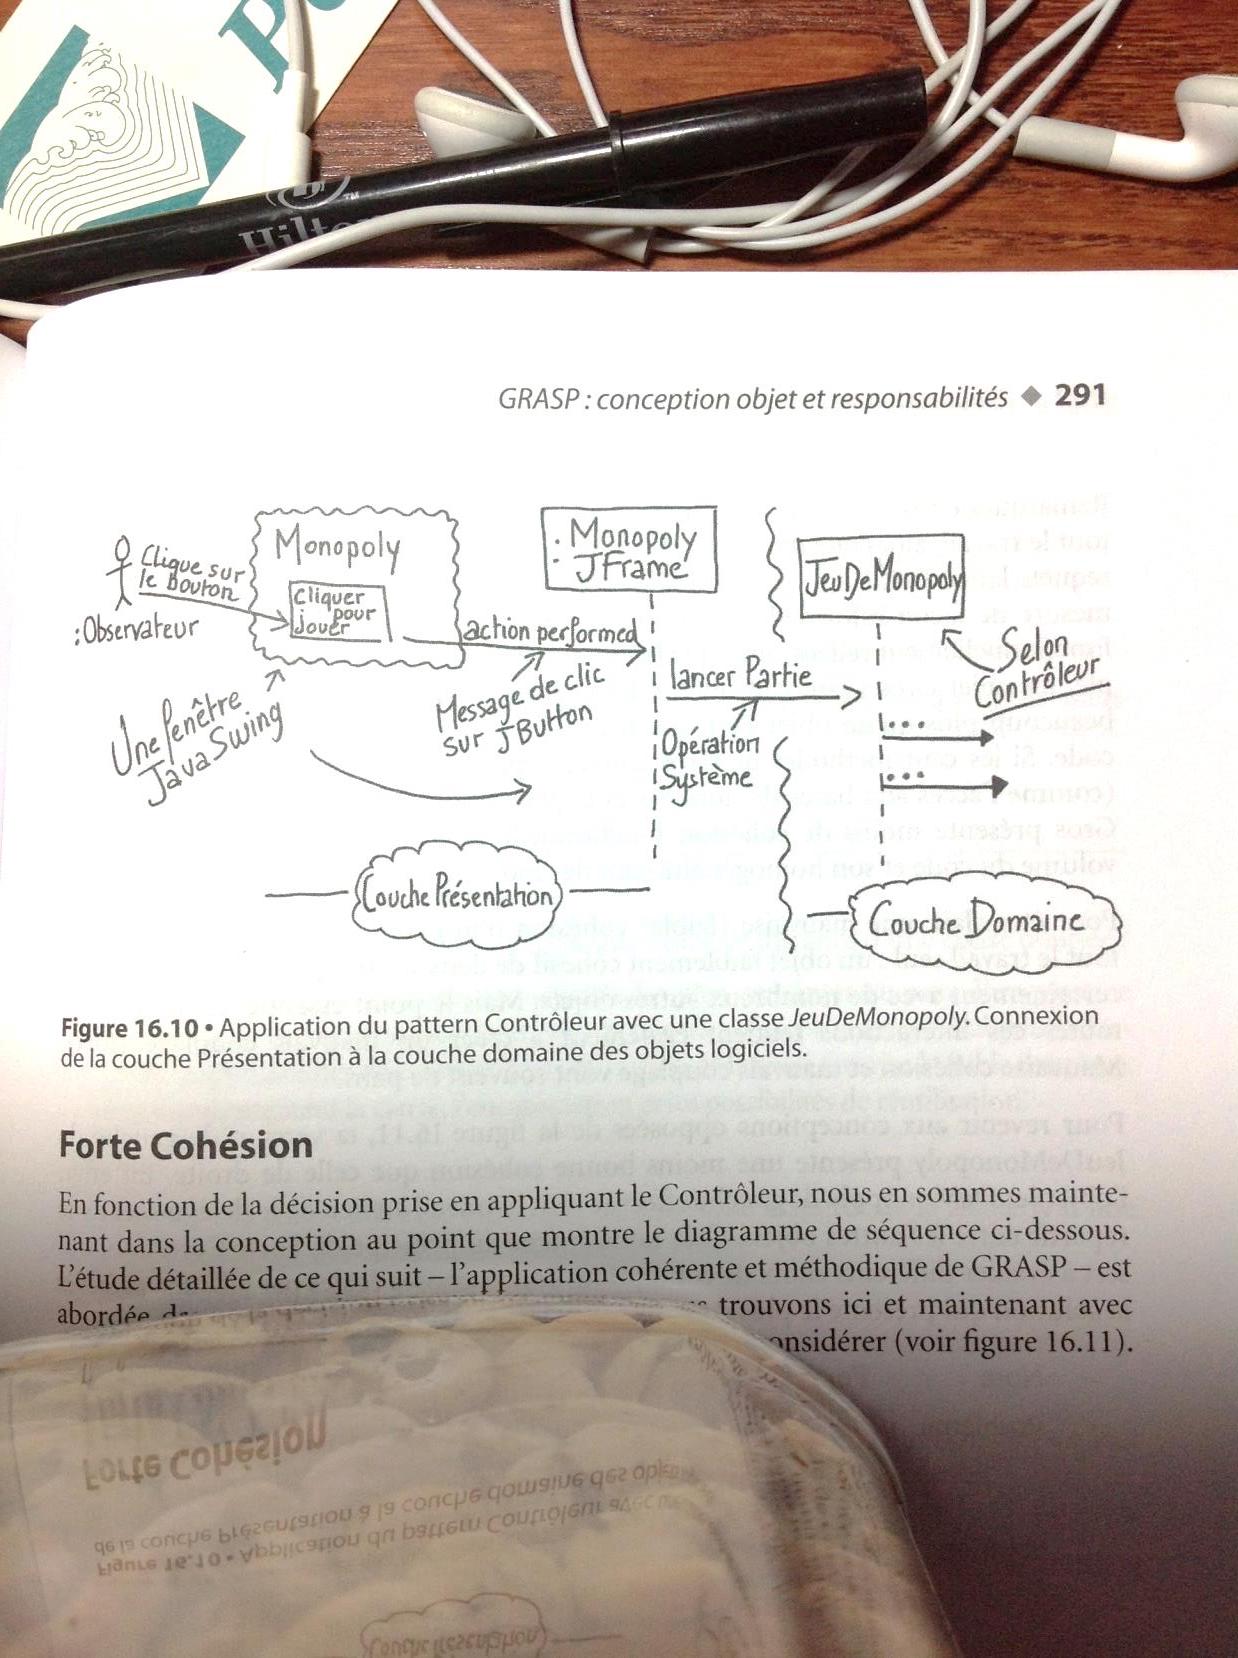 Hilto
GRASP : conception objet et responsabilités ◆ 291
Monopoly
Clique sur
le Bouton
:Observateur
Cliquer
pour
Jouer
: Monopoly
JFrame
JeuDeMonopoly
action performed
lancer Partie
Selon
Contrôleur
Une fenêtre
Java Swing
Message de clic
sur JButton
Opération
Système
...
...
Couche Présentation
Couche Domaine
Figure 16.10 • Application du pattern Contrôleur avec une classe JeuDeMonopoly. Connexion
de la couche Présentation à la couche domaine des objets logiciels.
Forte Cohésion
En fonction de la décision prise en appliquant le Contrôleur, nous en sommes mainte-
nant dans la conception au point que montre le diagramme de séquence ci-dessous.
L'étude détaillée de ce qui suit – l'application cohérente et méthodique de GRASP – est
abordée trouvons ici et maintenant avec
onsidérer (voir figure 16.11).